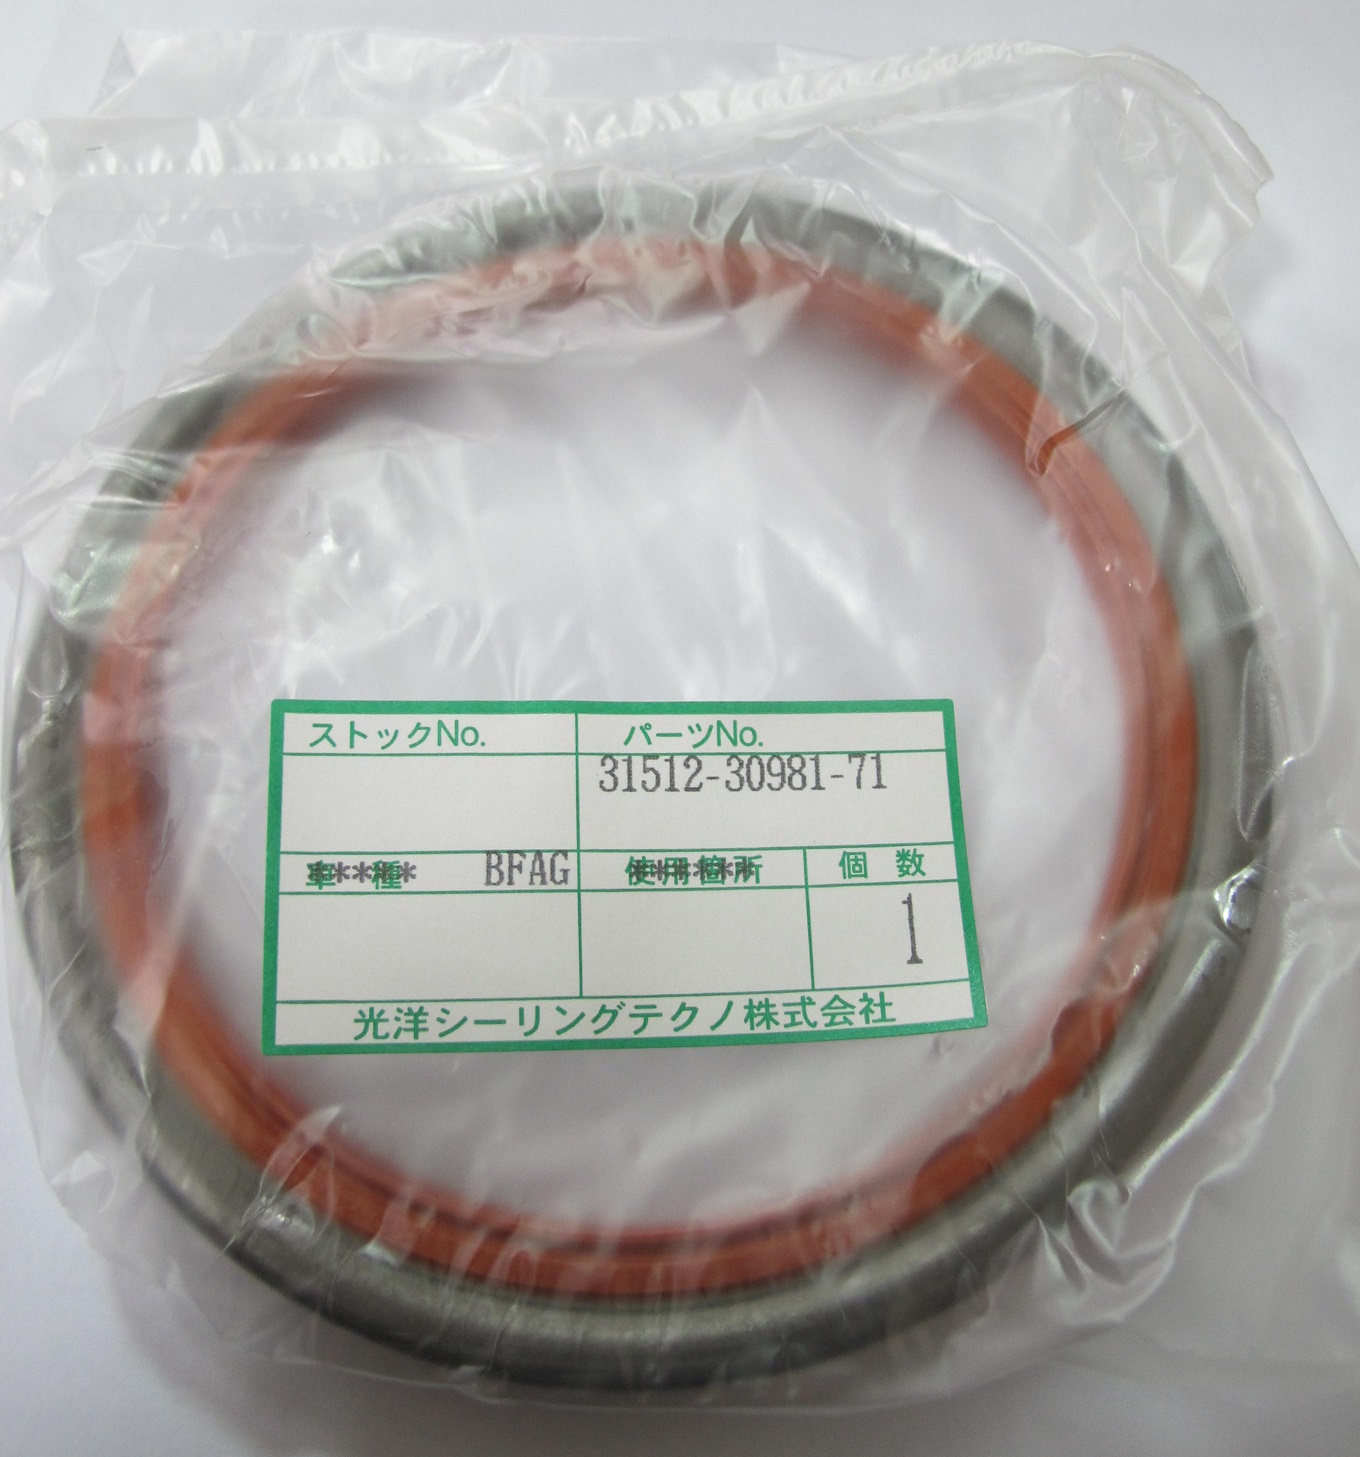 ストックNo. パーツNo.
31512-30981-71
車***種* BFAG 使用箇所 個 数
1
光洋シーリングテクノ株式会社